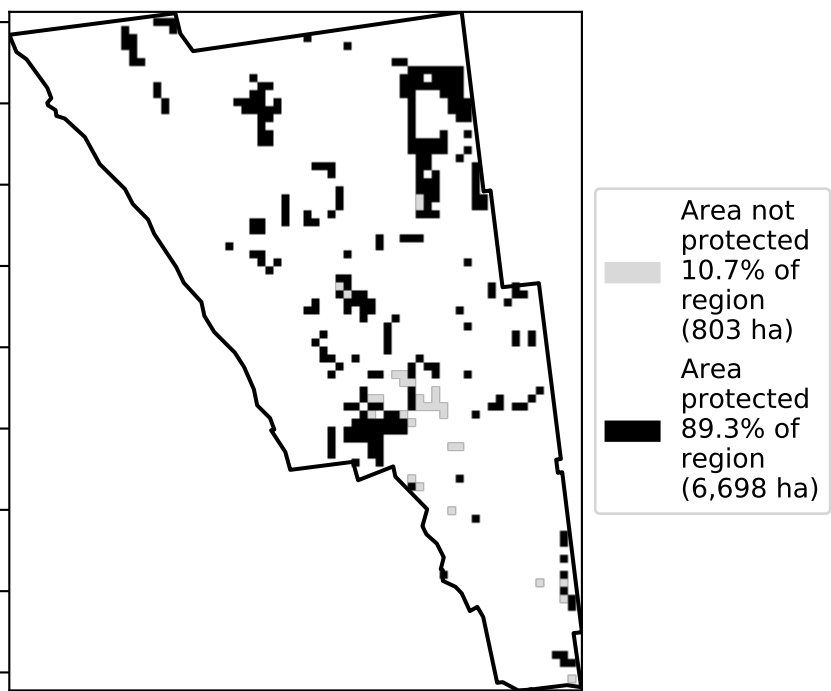 Area not
protected
10.7% of
region
(803 ha)
Area
protected
89.3% of
region
(6,698 ha)